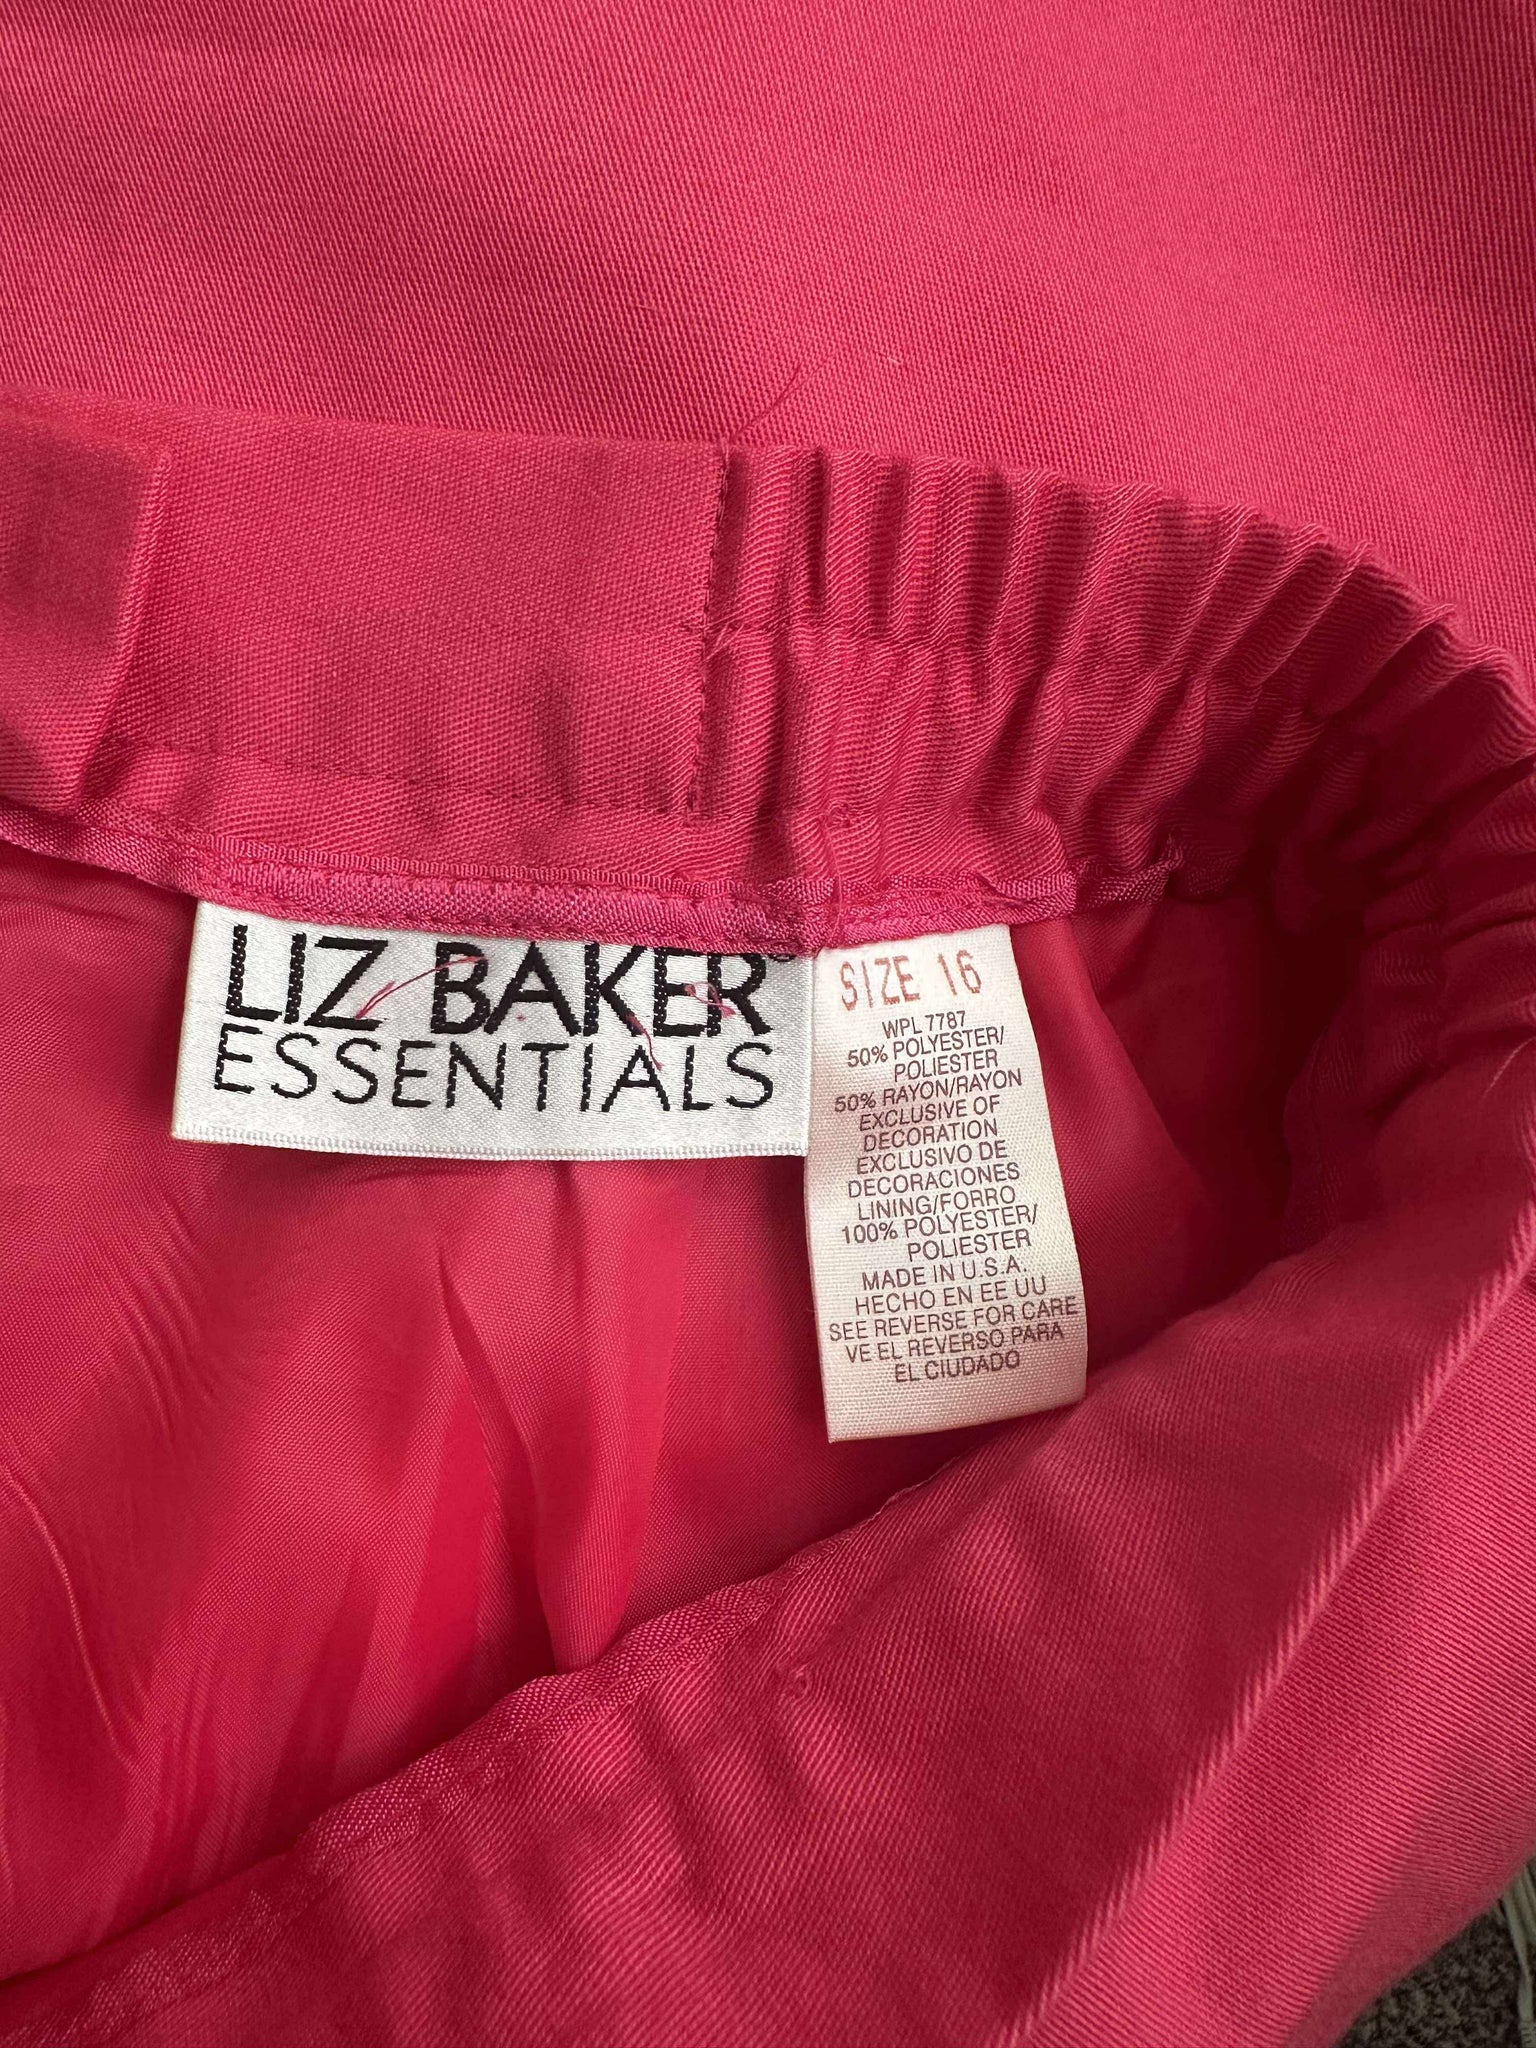 LIZ BAKER®
ESSENTIALS
SIZE 16
WPL 7787
50% POLYESTER/
POLIESTER
50% RAYON/RAYON
EXCLUSIVE OF
DECORATION
EXCLUSIVO DE
DECORACIONES
LINING/FORRO
100% POLYESTER/
POLIESTER
MADE IN U.S.A.
HECHO EN EE UU
SEE REVERSE FOR CARE
VE EL REVERSO PARA
EL CIUDADO